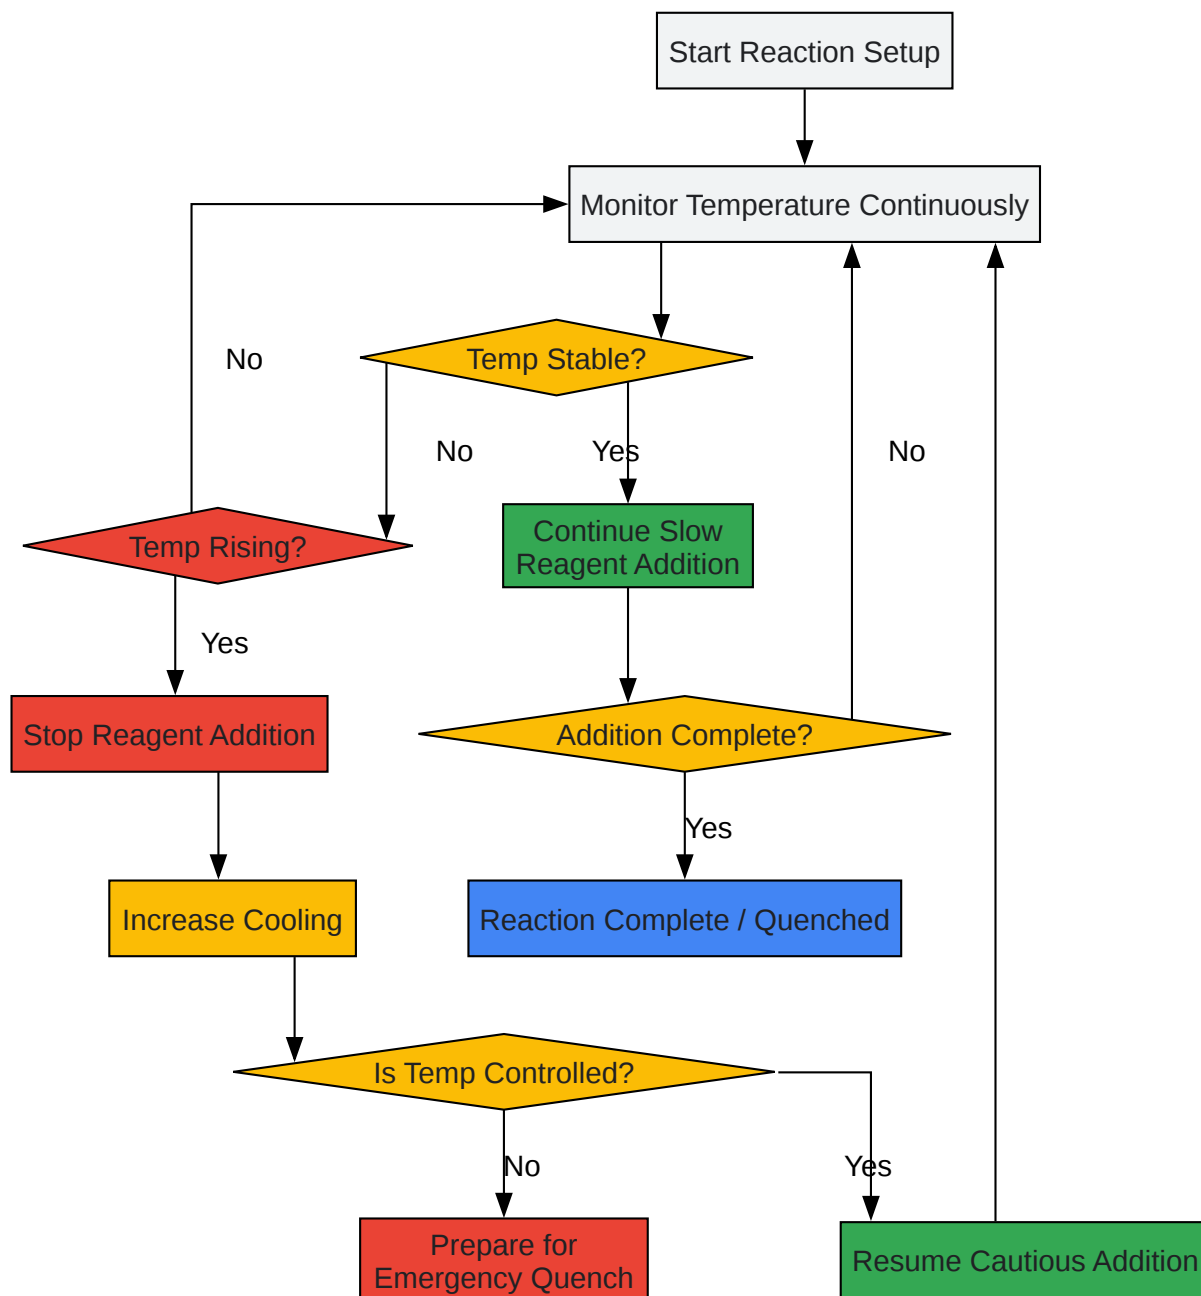 Start Reaction Setup
Monitor Temperature Continuously
No
Temp Stable?
No
Yes
Temp Rising?
Continue Slow
Reagent Addition
Yes
No
Stop Reagent Addition
Addition Complete?
Yes
Increase Cooling
Reaction Complete / Quenched
Is Temp Controlled?
No
Yes
Prepare for
Emergency Quench
Resume Cautious Addition